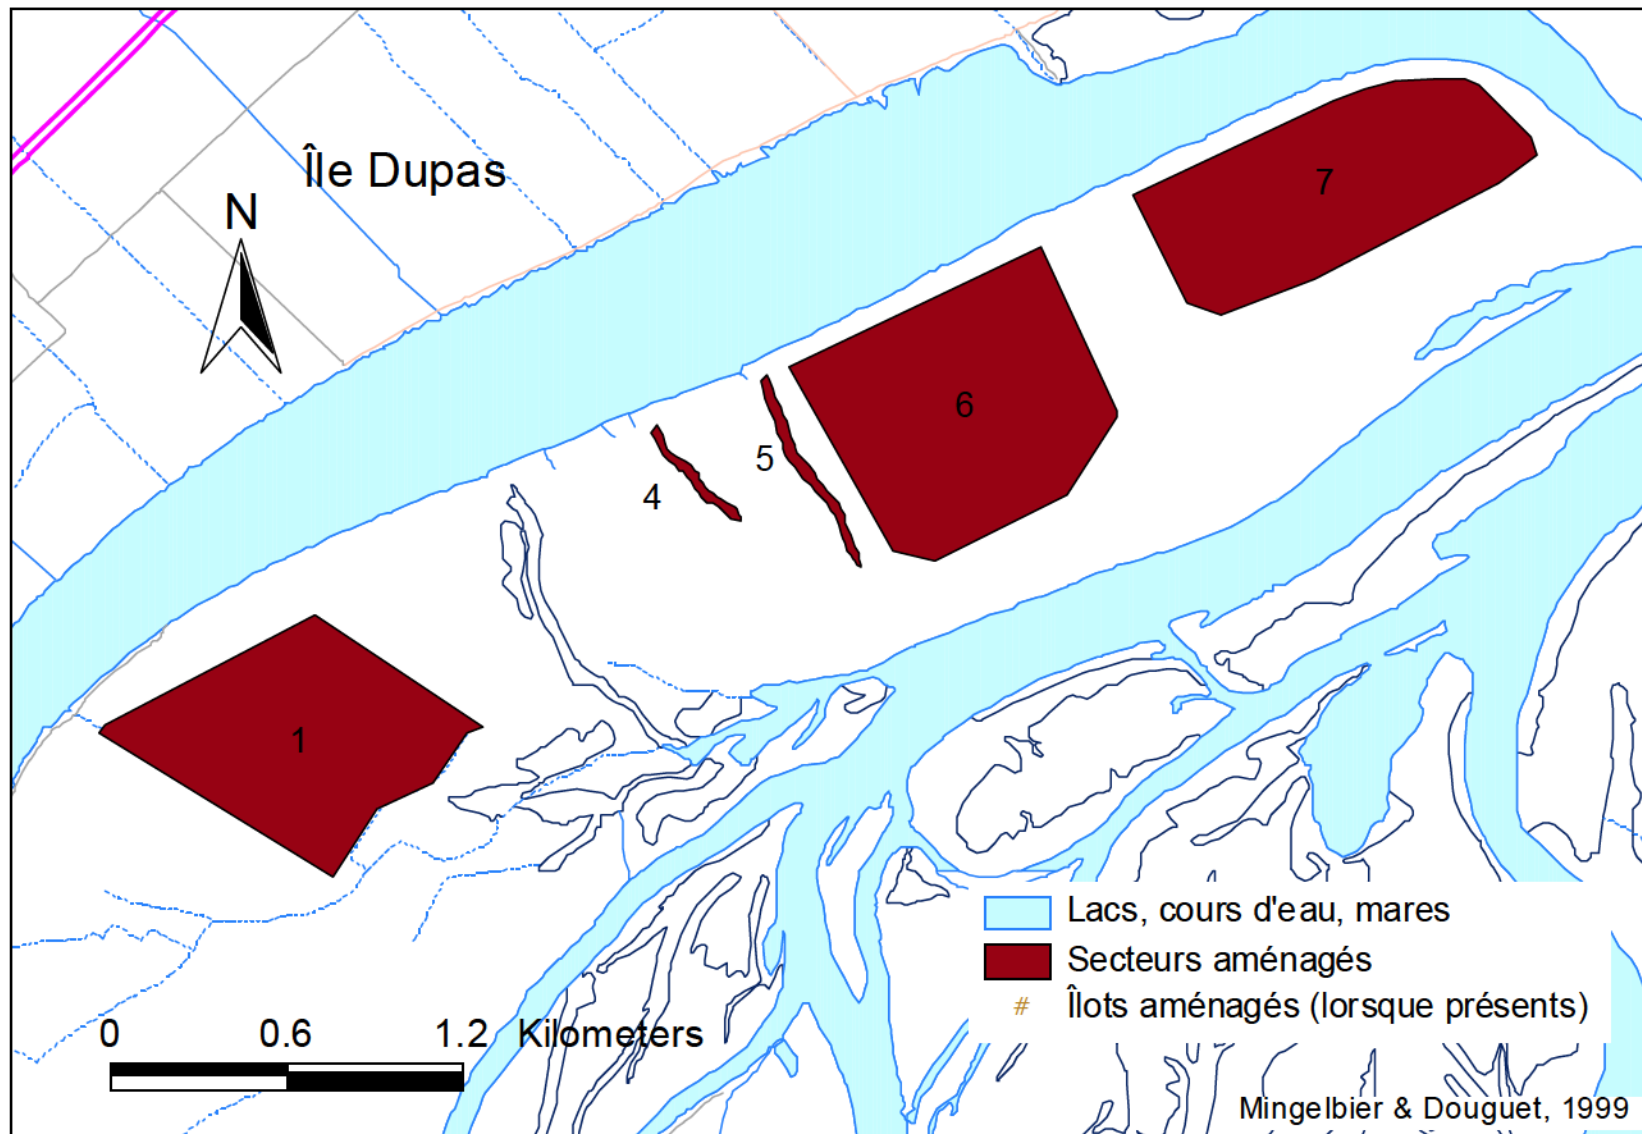 Île Dupas
N
7
6
5
4
1
Lacs, cours d'eau, mares
Secteurs aménagés
# Îlots aménagés (lorsque présents)
0 0.6 1.2 Kilometers
Mingelbier & Douguet, 1999